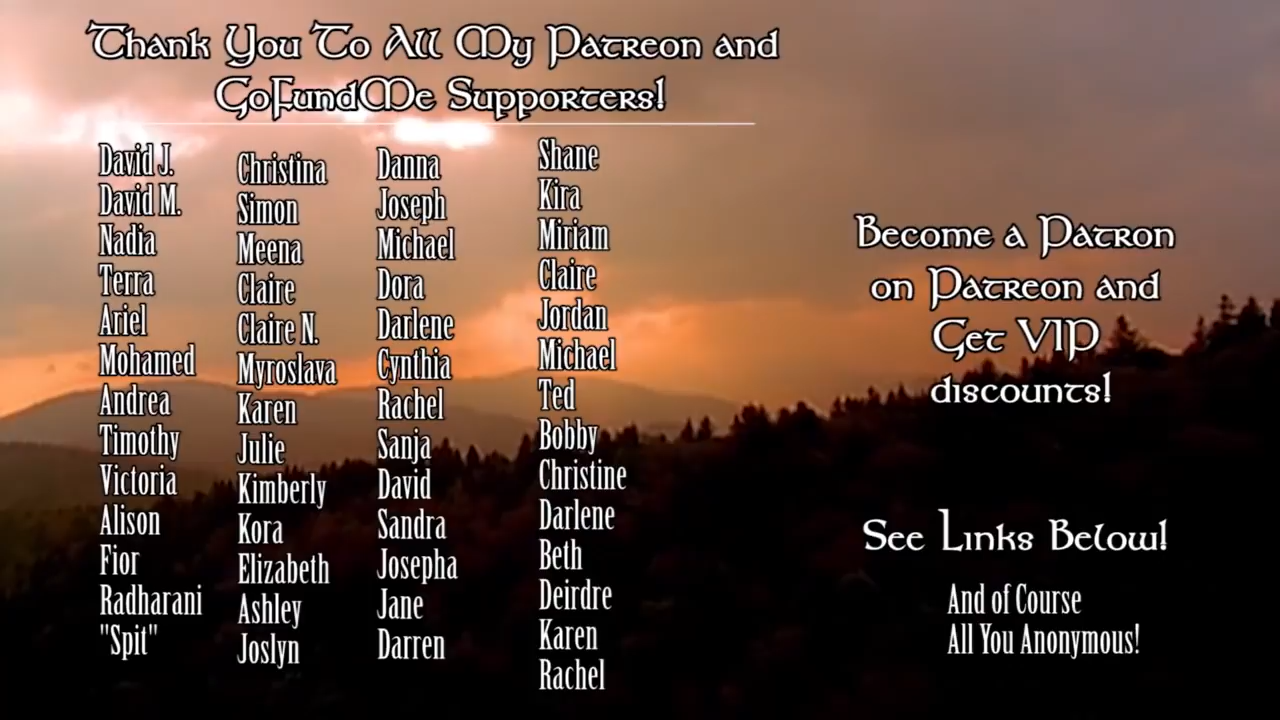 Thank You To All My Patreon and
GoFundMe Supporters!
David J.
David M.
Nadia
Terra
Ariel
Mohamed
Andrea
Timothy
Victoria
Alison
Fior
Radharani
"Spit"
Christina
Simon
Meena
Claire
Claire N.
Myroslava
Karen
Julie
Kimberly
Kora
Elizabeth
Ashley
Joslyn
Danna
Joseph
Michael
Dora
Darlene
Cynthia
Rachel
Sanja
David
Sandra
Josepha
Jane
Darren
Shane
Kira
Miriam
Claire
Jordan
Michael
Ted
Bobby
Christine
Darlene
Beth
Deirdre
Karen
Rachel
Become a Patron
on Patreon and
Get VIP
discounts!
See Links Below!
And of Course
All You Anonymous!